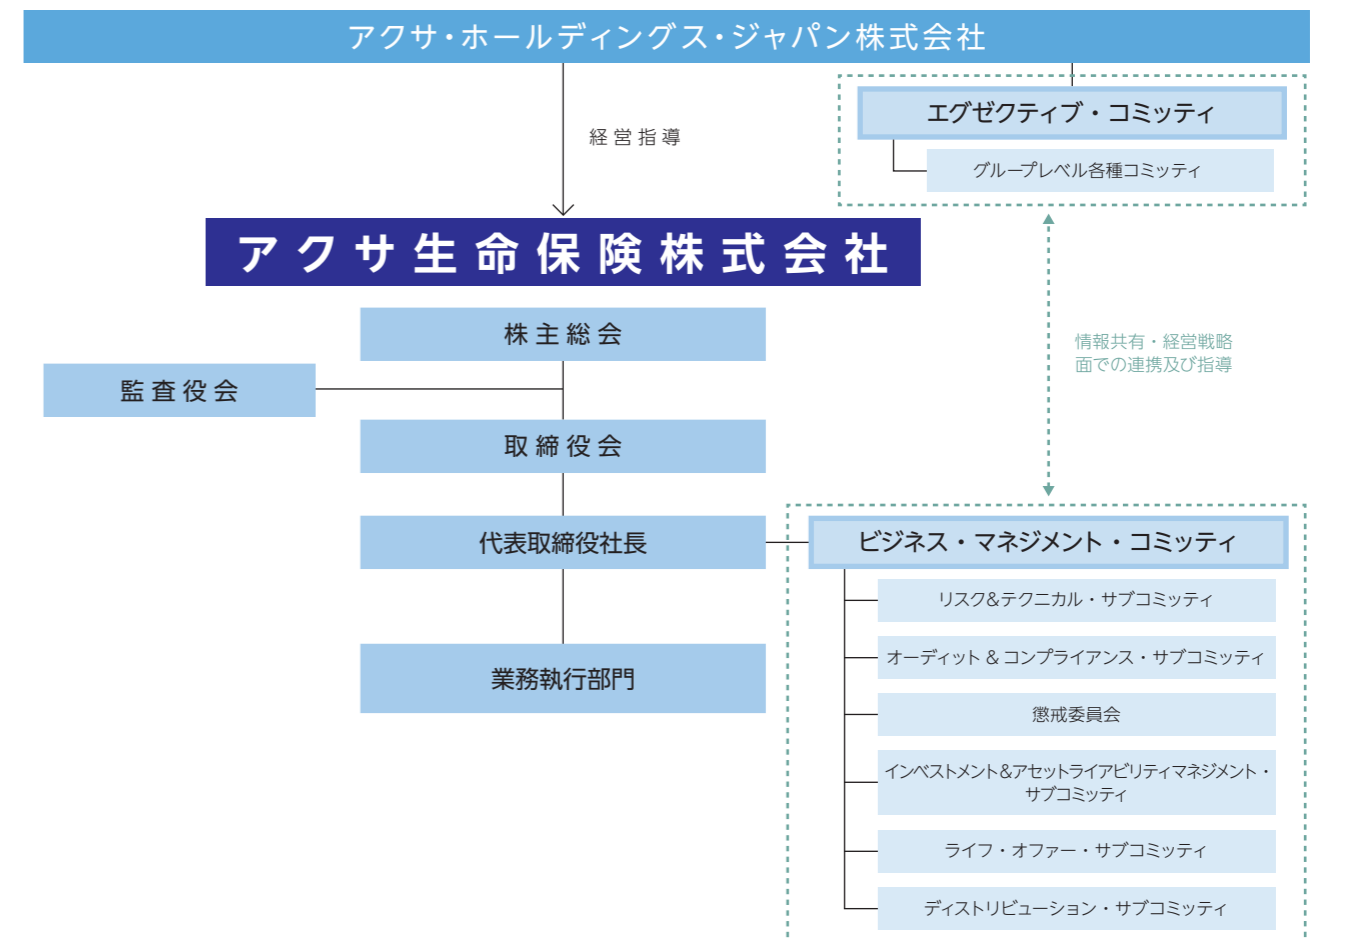 アクサ・ホールディングス・ジャパン株式会社
エグゼクティブ・コミッティ
経営指導
グループレベル各種コミッティ
アクサ生命保険株式会社
株主総会
情報共有・経営戦略
面での連携及び指導
監査役会
取締役会
代表取締役社長
ビジネス・マネジメント・コミッティ
リスク&テクニカル・サブコミッティ
オーディット & コンプライアンス・サブコミッティ
業務執行部門
懲戒委員会
インベストメント&アセットライアビリティマネジメント・
サブコミッティ
ライフ・オファー・サブコミッティ
ディストリビューション・サブコミッティ